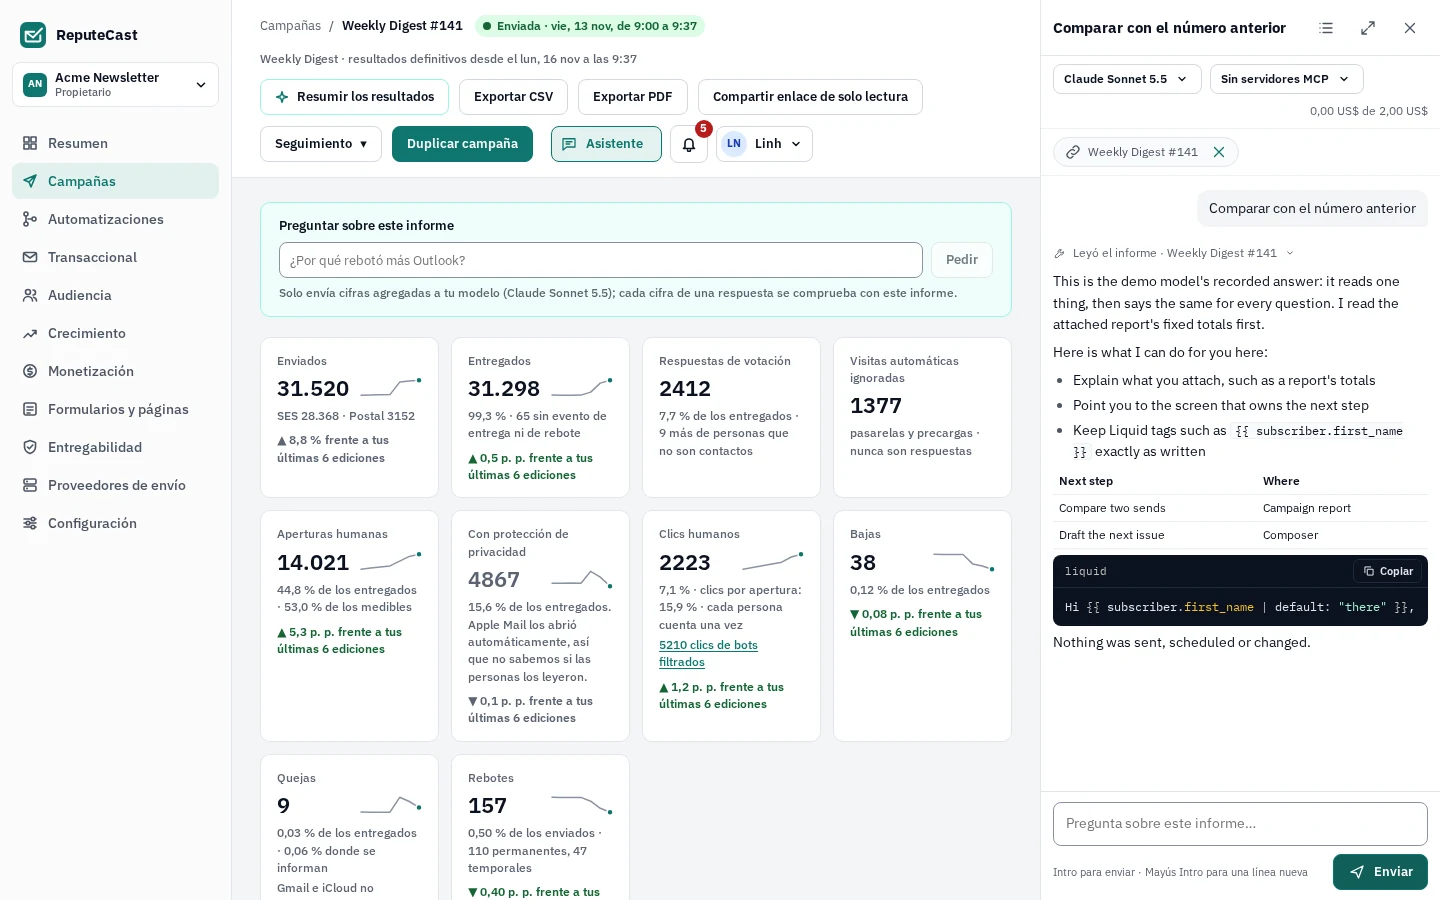 ReputeCast
AN
Acme Newsletter
Propietario
Resumen
Campañas
Automatizaciones
Transaccional
Audiencia
Crecimiento
Monetización
Formularios y páginas
Entregabilidad
Proveedores de envío
Configuración
Campañas / Weekly Digest #141
Enviada · vie, 13 nov, de 9:00 a 9:37
Weekly Digest · resultados definitivos desde el lun, 16 nov a las 9:37
Resumir los resultados
Exportar CSV
Exportar PDF
Compartir enlace de solo lectura
Seguimiento ▾
Duplicar campaña
Asistente
5
LN
Linh
Preguntar sobre este informe
¿Por qué rebotó más Outlook?
Pedir
Solo envía cifras agregadas a tu modelo (Claude Sonnet 5.5); cada cifra de una respuesta se comprueba con este informe.
Enviados
31.520
SES 28.368 · Postal 3152
▲ 8,8 % frente a tus
últimas 6 ediciones
Entregados
31.298
99,3 % · 65 sin evento de
entrega ni de rebote
▲ 0,5 p. p. frente a tus
últimas 6 ediciones
Respuestas de votación
2412
7,7 % de los entregados ·
9 más de personas que
no son contactos
Visitas automáticas
ignoradas
1377
pasarelas y precargas ·
nunca son respuestas
Aperturas humanas
14.021
44,8 % de los entregados
· 53,0 % de los medibles
▲ 5,3 p. p. frente a tus
últimas 6 ediciones
Con protección de
privacidad
4867
15,6 % de los entregados.
Apple Mail los abrió
automáticamente, así
que no sabemos si las
personas los leyeron.
▼ 0,1 p. p. frente a tus
últimas 6 ediciones
Clics humanos
2223
7,1 % · clics por apertura:
15,9 % · cada persona
cuenta una vez
5210 clics de bots
filtrados
▲ 1,2 p. p. frente a tus
últimas 6 ediciones
Bajas
38
0,12 % de los entregados
▼ 0,08 p. p. frente a tus
últimas 6 ediciones
Quejas
9
0,03 % de los entregados
· 0,06 % donde se
informan
Gmail e iCloud no
Rebotes
157
0,50 % de los enviados ·
110 permanentes, 47
temporales
▼ 0,40 p. p. frente a tus
Comparar con el número anterior
Claude Sonnet 5.5
Sin servidores MCP
0,00 US$ de 2,00 US$
Weekly Digest #141
Comparar con el número anterior
Leyó el informe · Weekly Digest #141
This is the demo model's recorded answer: it reads one
thing, then says the same for every question. I read the
attached report's fixed totals first.
Here is what I can do for you here:
• Explain what you attach, such as a report's totals
• Point you to the screen that owns the next step
• Keep Liquid tags such as {{ subscriber.first_name
}} exactly as written
Next step Where
Compare two sends Campaign report
Draft the next issue Composer
liquid
Copiar
Hi {{ subscriber.first_name | default: "there" }},
Nothing was sent, scheduled or changed.
Pregunta sobre este informe…
Intro para enviar · Mayús Intro para una línea nueva
Enviar